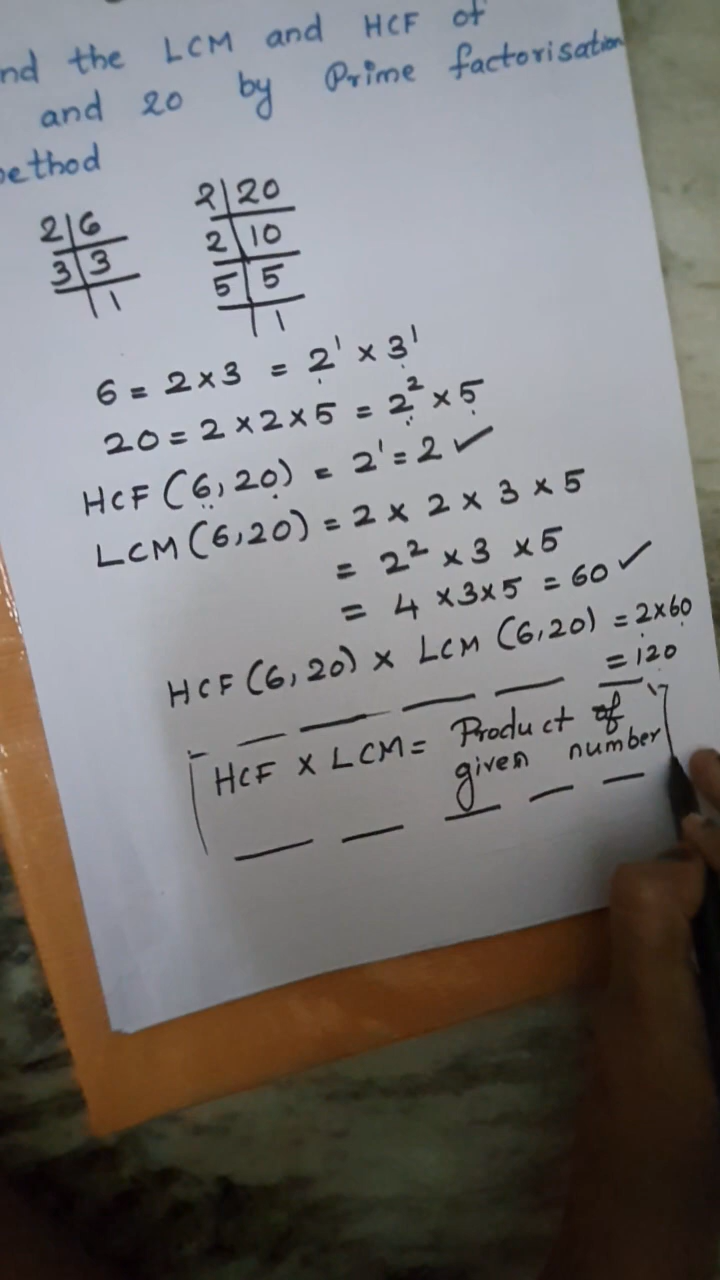 nd the LCM and HCF of
and 20 by Prime factorisation
ethod
2|6
3|3
1
2|20
2|10
5|5
1
6 = 2×3 = 2¹ × 3¹
20 = 2×2×5 = 2² × 5
HCF (6,20) = 2¹ = 2 ✓
LCM (6,20) = 2 × 2 × 3 × 5
= 2² × 3 × 5
= 4 ×3×5 = 60 ✓
HCF (6,20) × LCM (6,20) = 2×60
= 120
HCF × LCM = Product of
given number